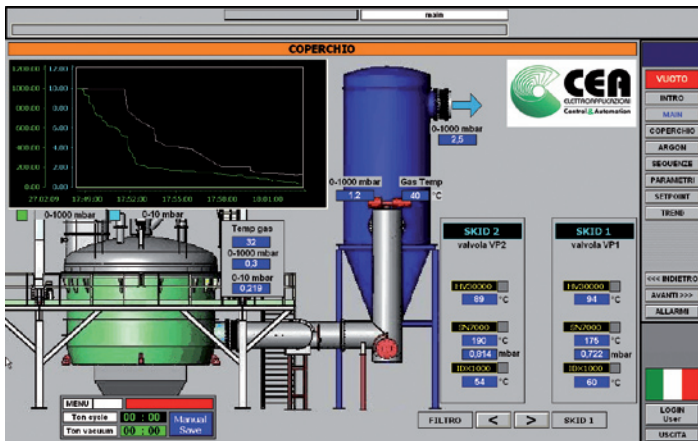 main
COPERCHIO
1200.00 12.00
1000.00 10.00
800.00 8.00
600.00 6.00
400.00 4.00
200.00 2.00
0.00 0.00
27.02.09 17:49:00 17:52:00 17:55:00 17:58:00 18:01:00
0-1000 mbar 0-10 mbar
CEA
ELETTROAPPLICAZIONI
Control & Automation
0-1000 mbar
2,5
0-1000 mbar
1,2
Gas Temp
40 °C
Temp gas
32
0-1000 mbar
0,3
0-10 mbar
0,219
SKID 2
valvola VP2
HV30000
89 °C
SN7000
190 °C
0,814 mbar
IDX1000
54 °C
SKID 1
valvola VP1
HV30000
94 °C
SN7000
175 °C
0,722 mbar
IDX1000
60 °C
VUOTO
INTRO
MAIN
COPERCHIO
ARGON
SEQUENZE
PARAMETRI
SETPOINT
TREND
<<< INDIETRO
AVANTI >>>
ALLARMI
LOGIN
User
USCITA
MENU
Ton cycle 00 : 00
Ton vacuum 00 : 00
Manual
Save
FILTRO < > SKID 1